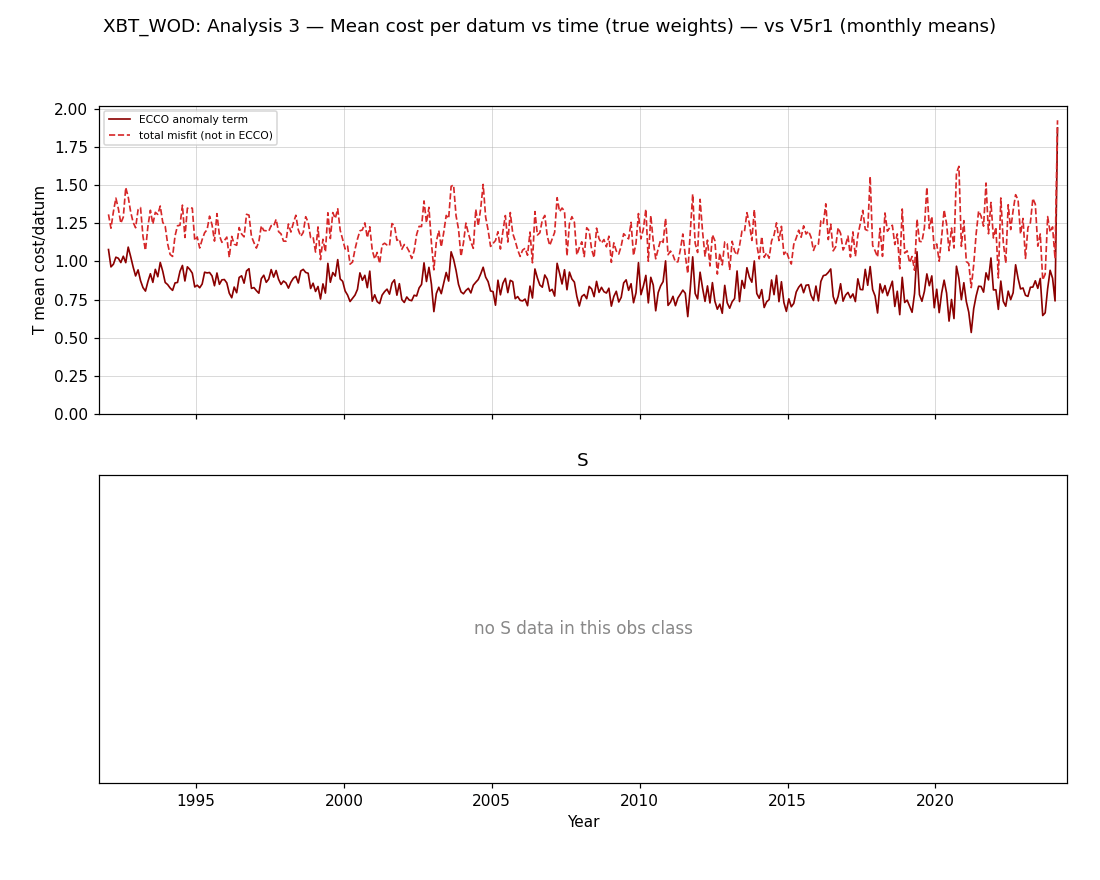 XBT_WOD: Analysis 3 — Mean cost per datum vs time (true weights) — vs V5r1 (monthly means)
2.00
1.75
1.50
1.25
1.00
0.75
0.50
0.25
0.00
T mean cost/datum
ECCO anomaly term
total misfit (not in ECCO)
S
no S data in this obs class
1995 2000 2005 2010 2015 2020
Year